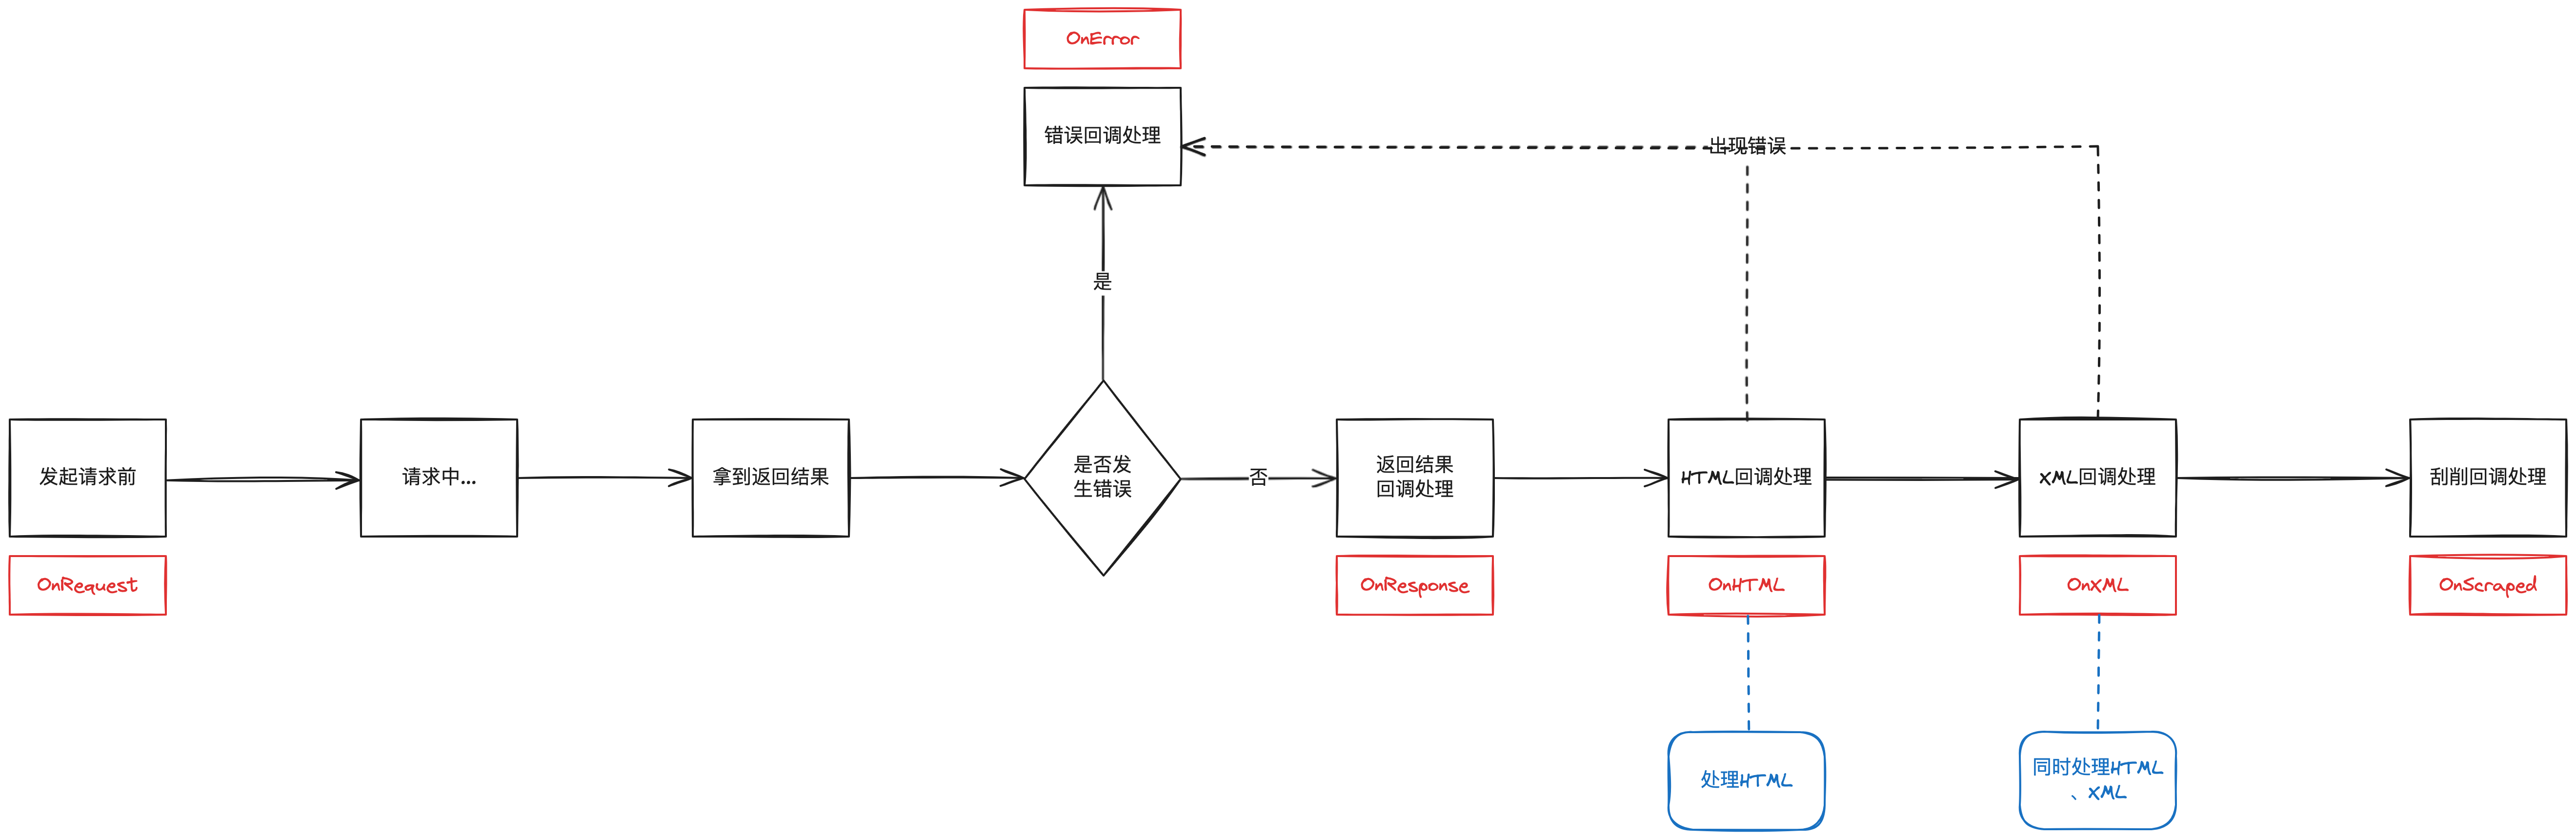 OnError
错误回调处理
出现错误
是
发起请求前
请求中...
拿到返回结果
是否发
生错误
否
返回结果
回调处理
HTML回调处理
XML回调处理
刮削回调处理
OnRequest
OnResponse
OnHTML
OnXML
OnScraped
处理HTML
同时处理HTML
、XML